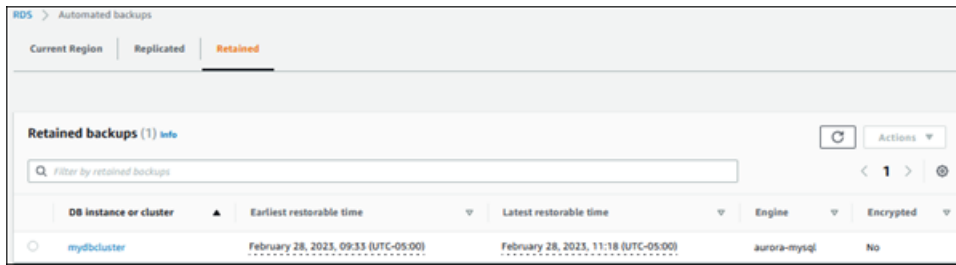 RDS > Automated backups
Current Region Replicated Retained
Retained backups (1) Info
Actions
Filter by retained backups
< 1 >
DB instance or cluster Earliest restorable time Latest restorable time Engine Encrypted
mydbcluster February 28, 2023, 09:33 (UTC-05:00) February 28, 2023, 11:18 (UTC-05:00) aurora-mysql No